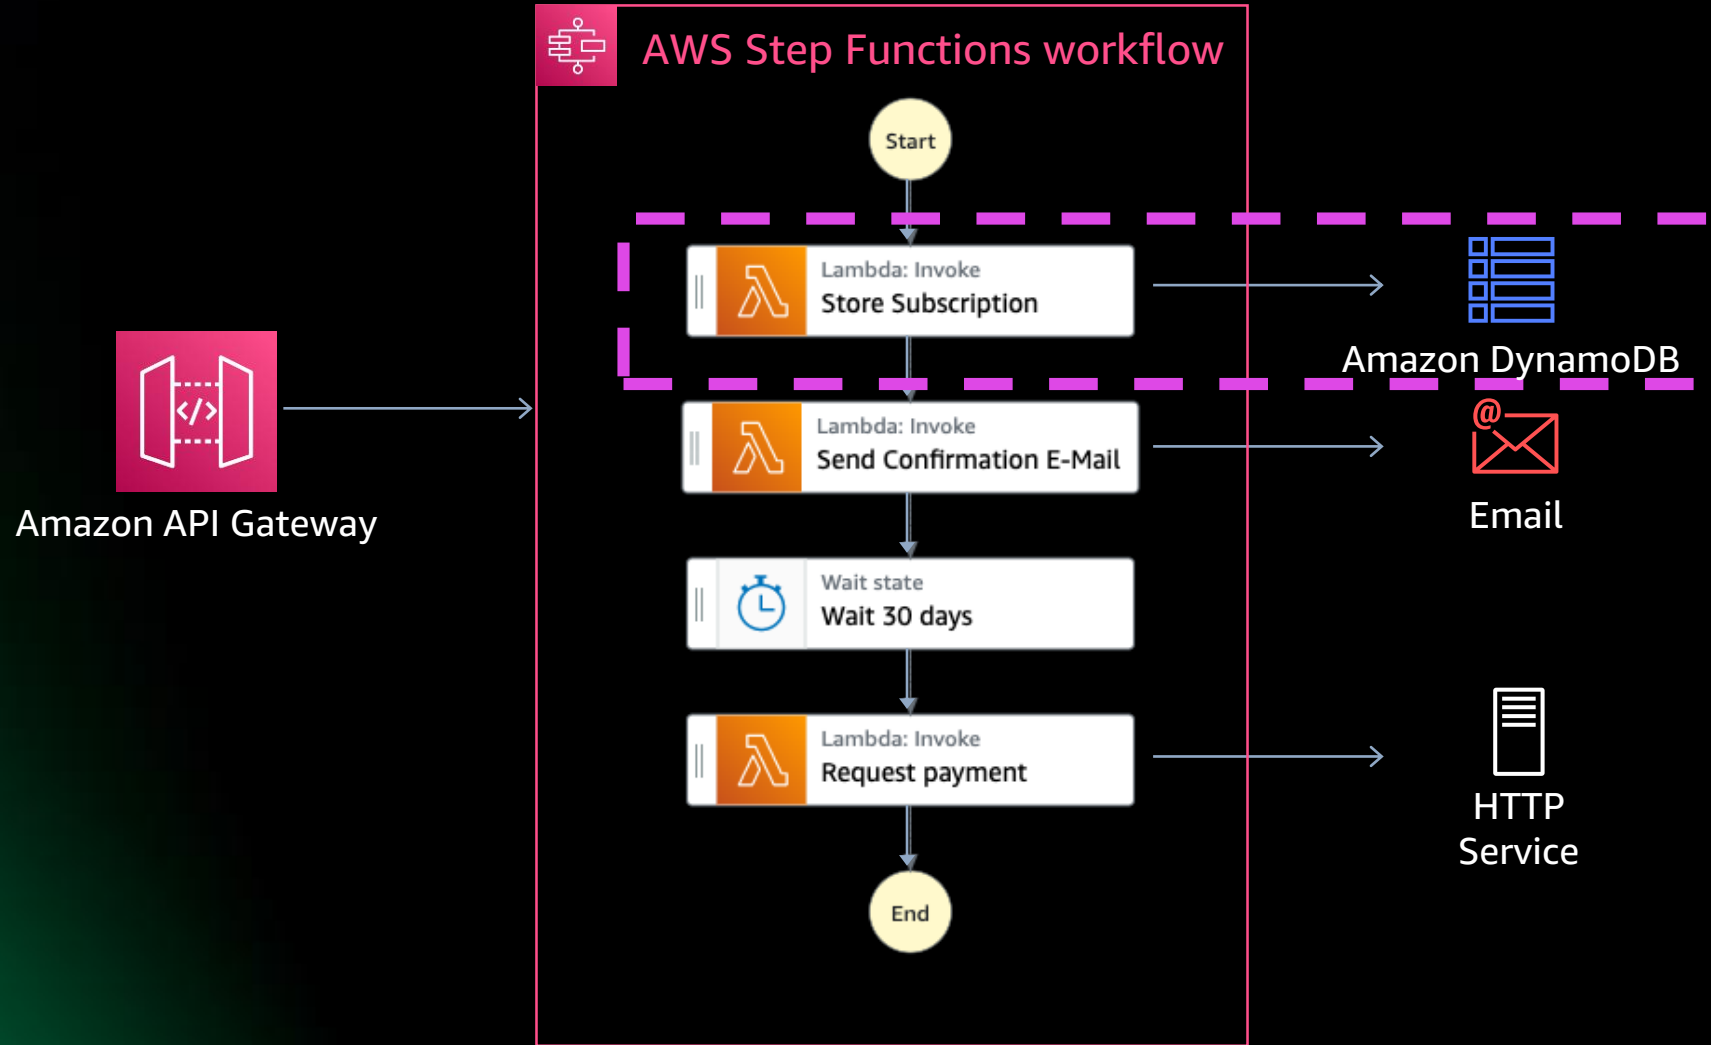 AWS Step Functions workflow
Start
Lambda: Invoke
Store Subscription
Amazon DynamoDB
Lambda: Invoke
Send Confirmation E-Mail
@
Email
</>
Amazon API Gateway
Wait state
Wait 30 days
Lambda: Invoke
Request payment
HTTP
Service
End